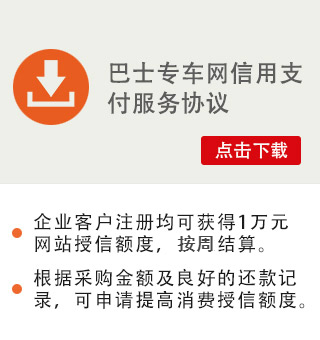 巴士专车网信用支
付服务协议
点击下载
企业客户注册均可获得1万元
网站授信额度，按周结算。
根据采购金额及良好的还款记
录，可申请提高消费授信额度。